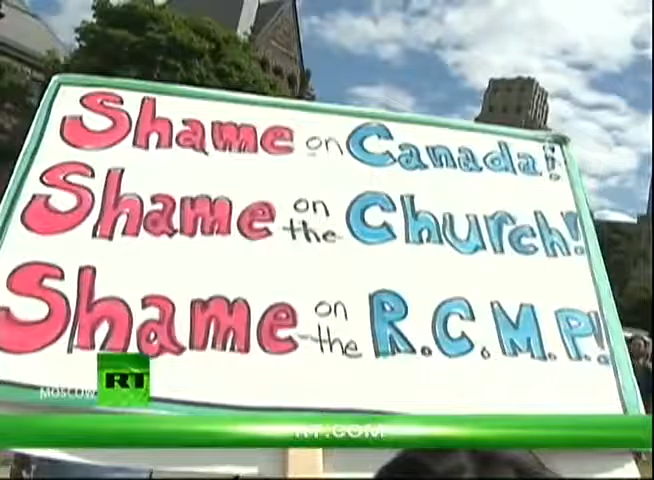 Shame on Canada!
Shame on the Church!
Shame on the R.C.M.P.!
MOSCOW RT
RT.COM